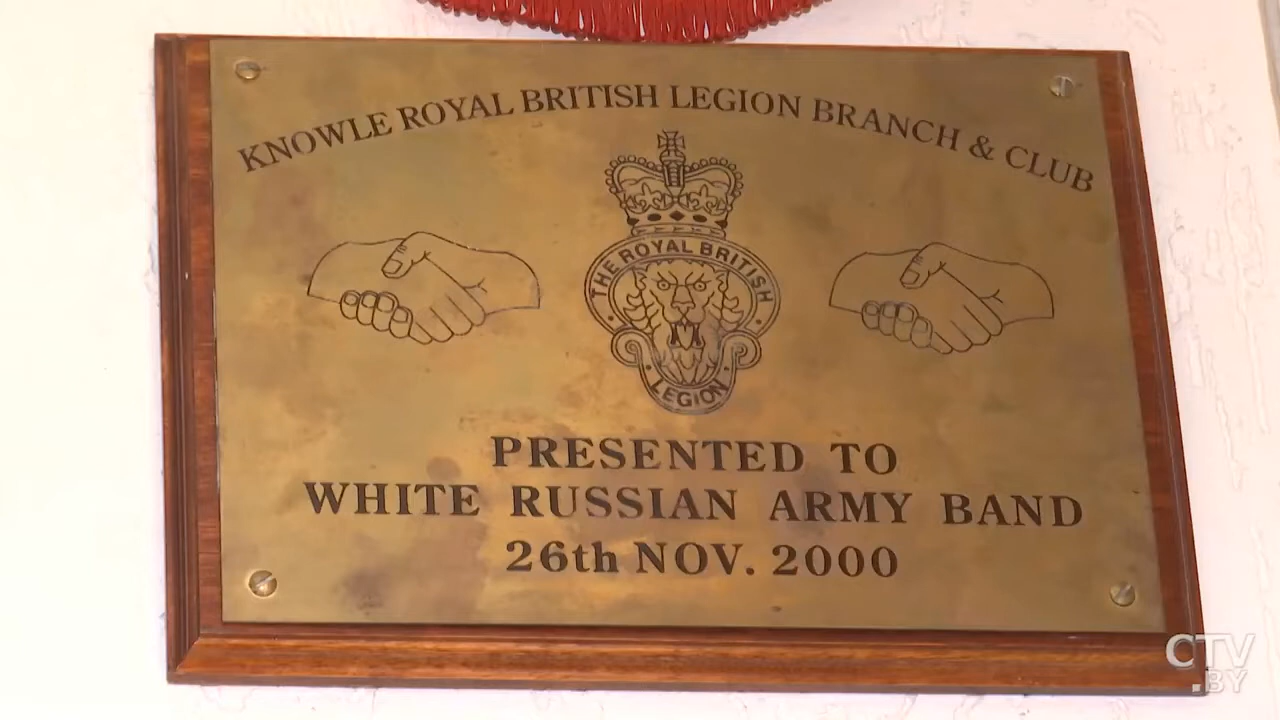 KNOWLE ROYAL BRITISH LEGION BRANCH & CLUB
THE ROYAL BRITISH
LEGION
PRESENTED TO
WHITE RUSSIAN ARMY BAND
26th NOV. 2000
CTV
.BY